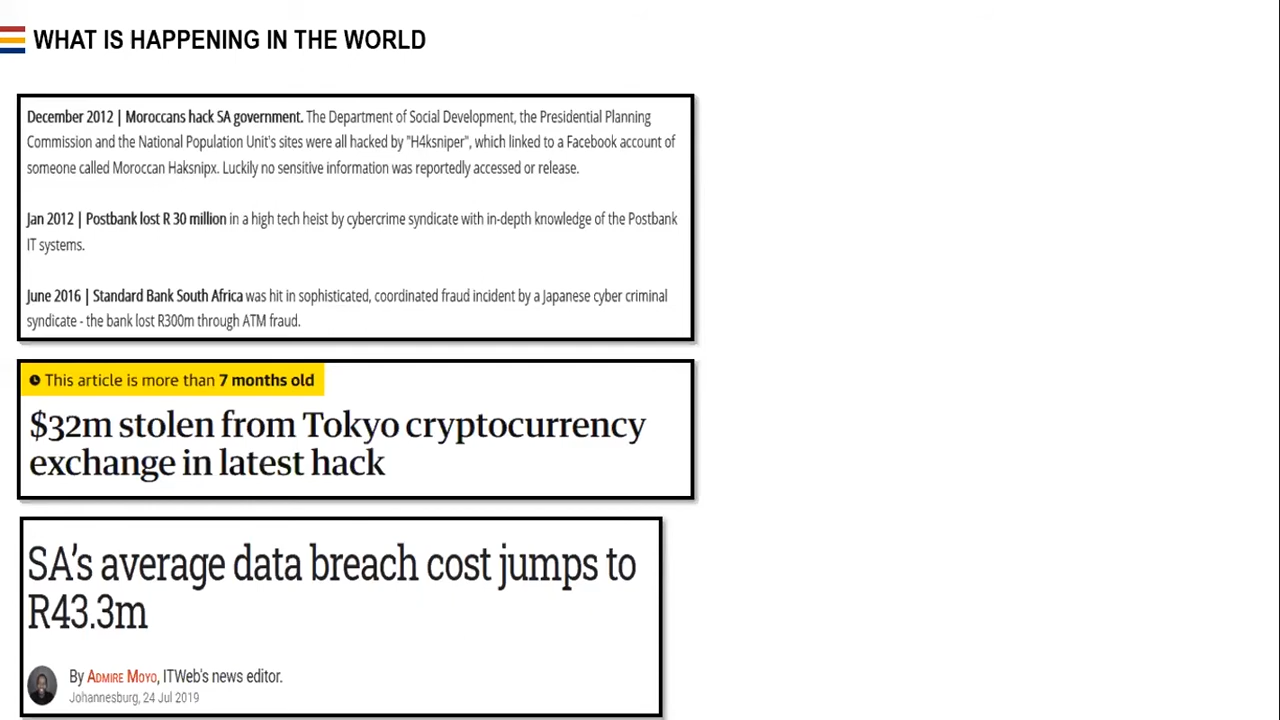 WHAT IS HAPPENING IN THE WORLD
December 2012 | Moroccans hack SA government. The Department of Social Development, the Presidential Planning
Commission and the National Population Unit's sites were all hacked by "H4ksniper", which linked to a Facebook account of
someone called Moroccan Haksnipx. Luckily no sensitive information was reportedly accessed or release.
Jan 2012 | Postbank lost R 30 million in a high tech heist by cybercrime syndicate with in-depth knowledge of the Postbank
IT systems.
June 2016 | Standard Bank South Africa was hit in sophisticated, coordinated fraud incident by a Japanese cyber criminal
syndicate - the bank lost R300m through ATM fraud.
This article is more than 7 months old
$32m stolen from Tokyo cryptocurrency
exchange in latest hack
SA's average data breach cost jumps to
R43.3m
By ADMIRE MOYO, ITWeb's news editor.
Johannesburg, 24 Jul 2019